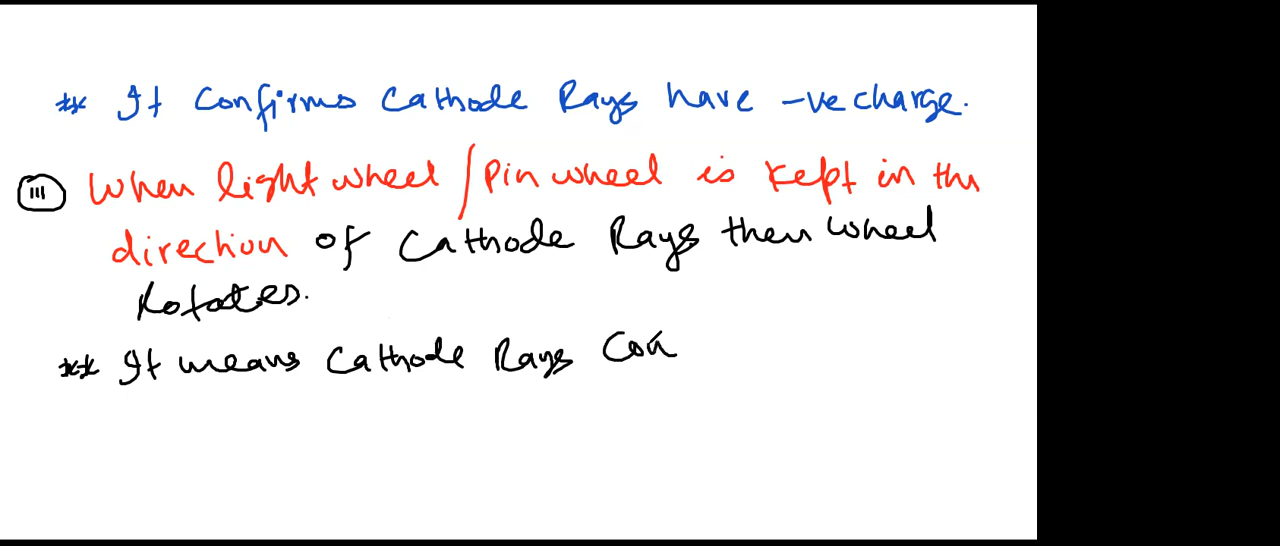 ** It confirms Cathode Rays have -ve charge.
(III) When light wheel / pin wheel is kept in the
direction of Cathode Rays then wheel
Rotates.
** It means Cathode Rays